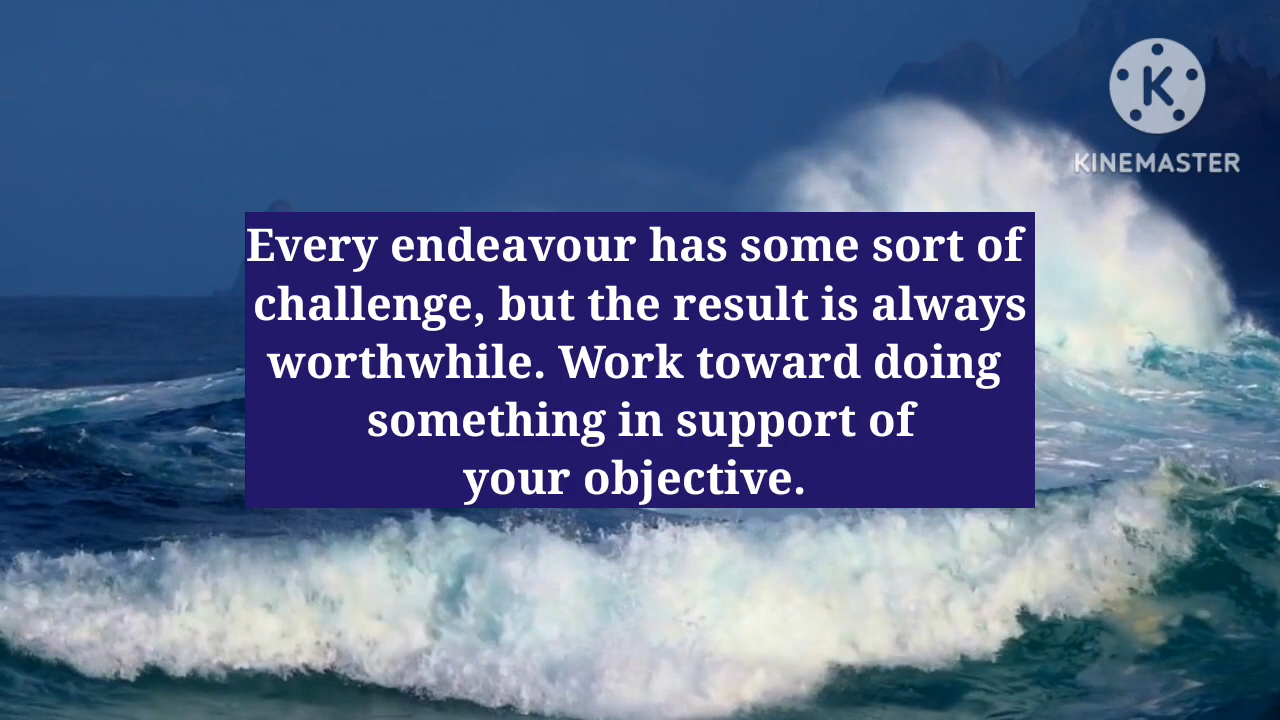 KINEMASTER
Every endeavour has some sort of
challenge, but the result is always
worthwhile. Work toward doing
something in support of
your objective.